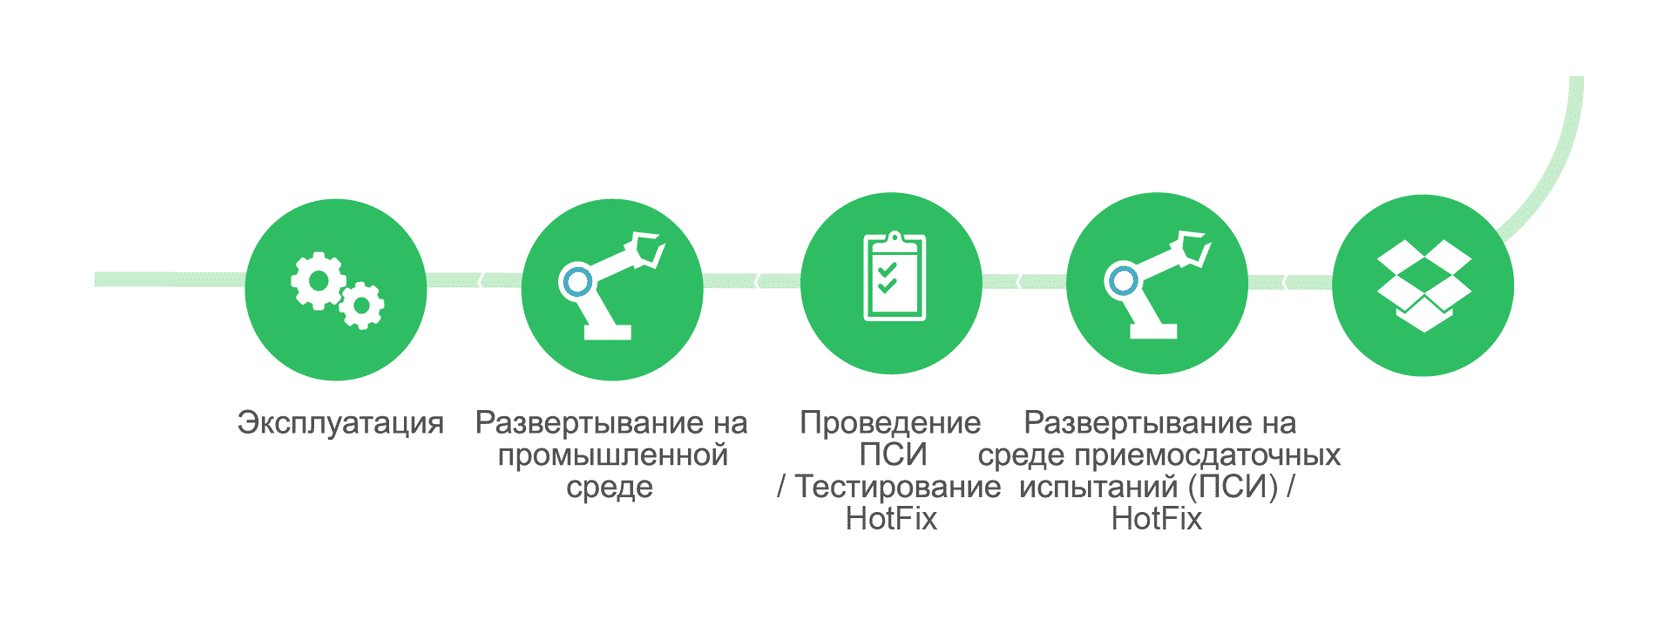 Эксплуатация
Развертывание на
промышленной
среде
Проведение
ПСИ
/ Тестирование
HotFix
Развертывание на
среде приемосдаточных
испытаний (ПСИ) /
HotFix